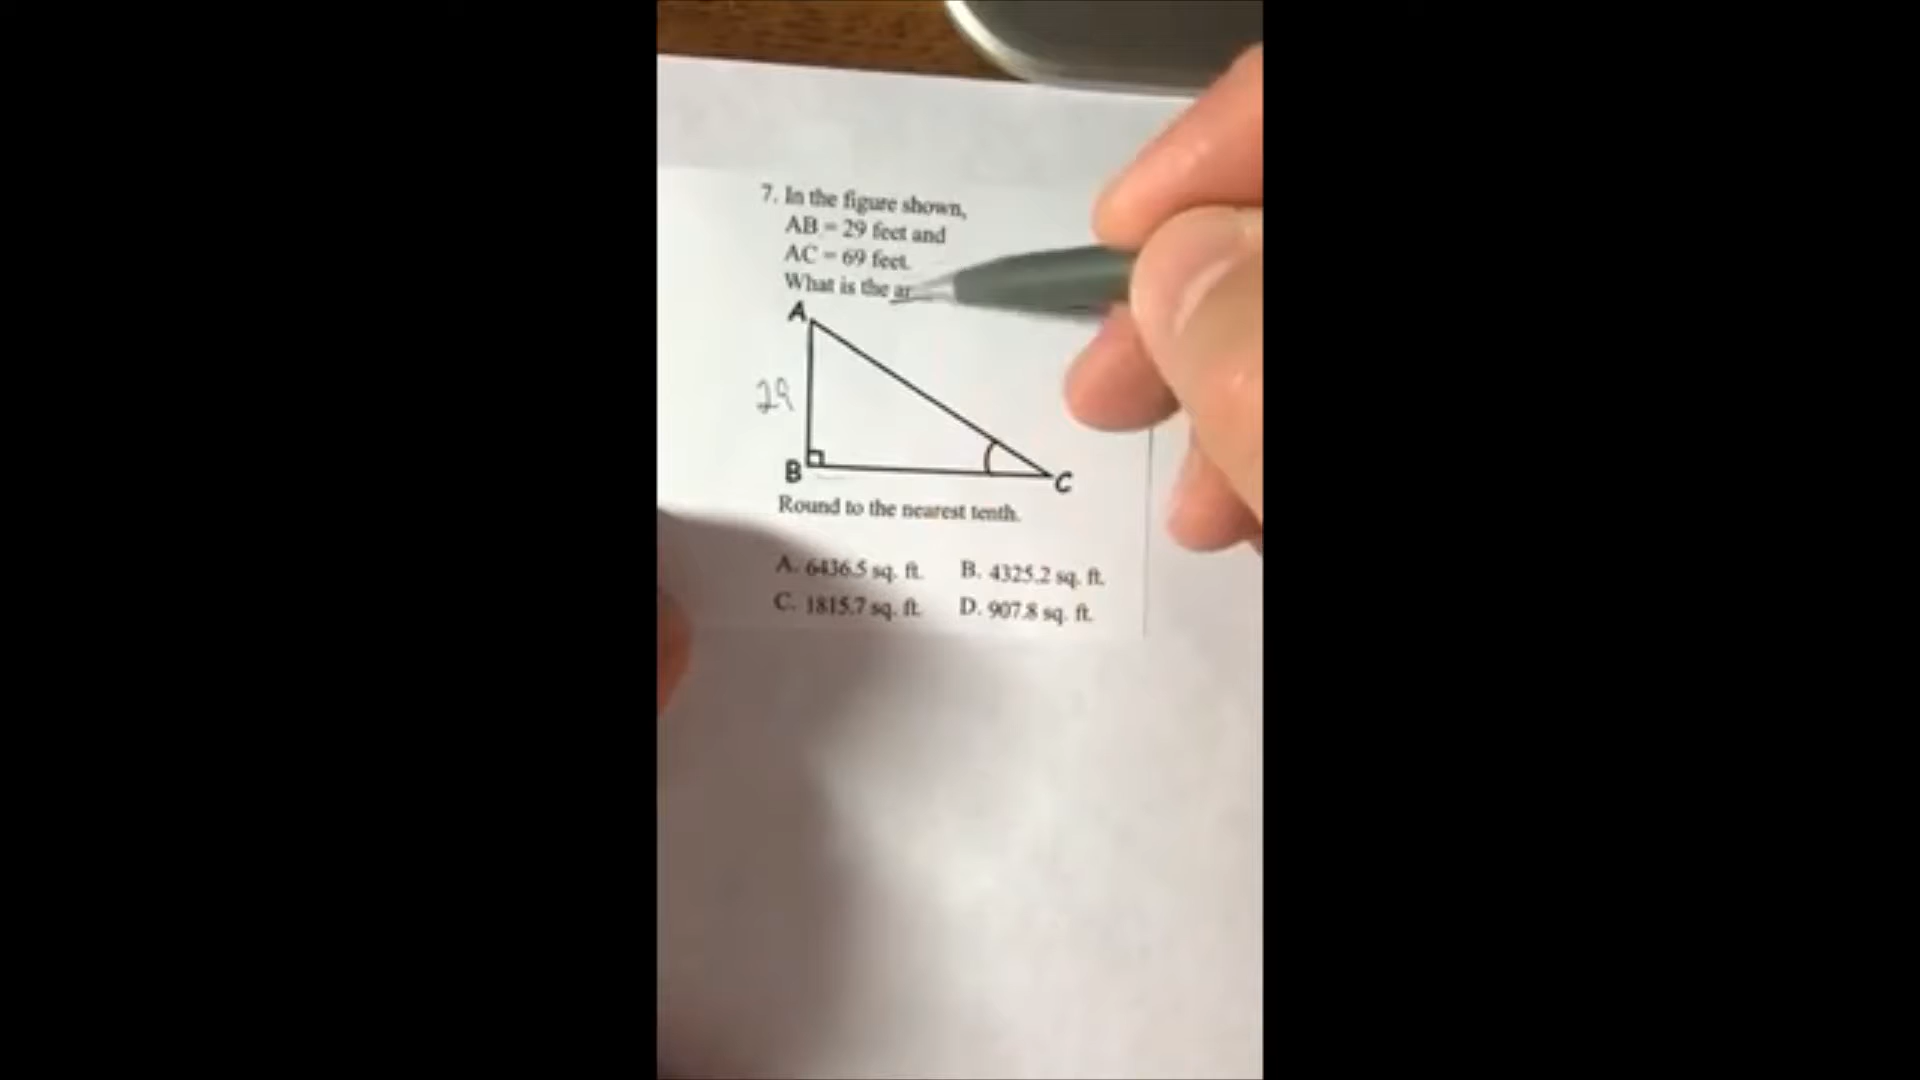 7. In the figure shown,
AB = 29 feet and
AC = 69 feet.
What is the
A
29
B
C
Round to the nearest tenth.
A. 6436.5 sq. ft. B. 4325.2 sq. ft.
C. 1815.7 sq. ft. D. 907.8 sq. ft.